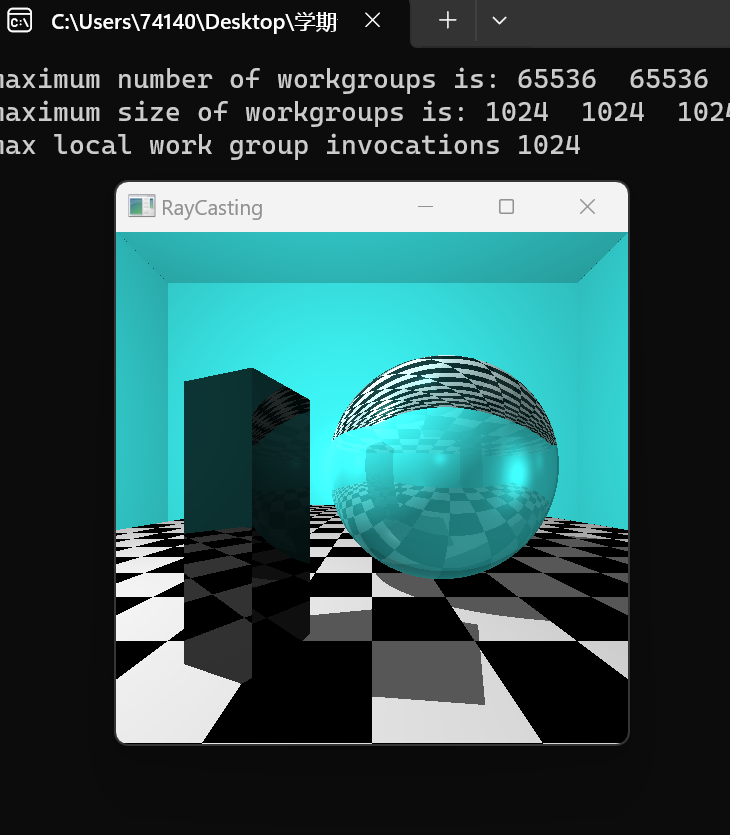 C:\Users\74140\Desktop\学期
maximum number of workgroups is: 65536  65536
maximum size of workgroups is: 1024  1024  1024
max local work group invocations 1024
RayCasting